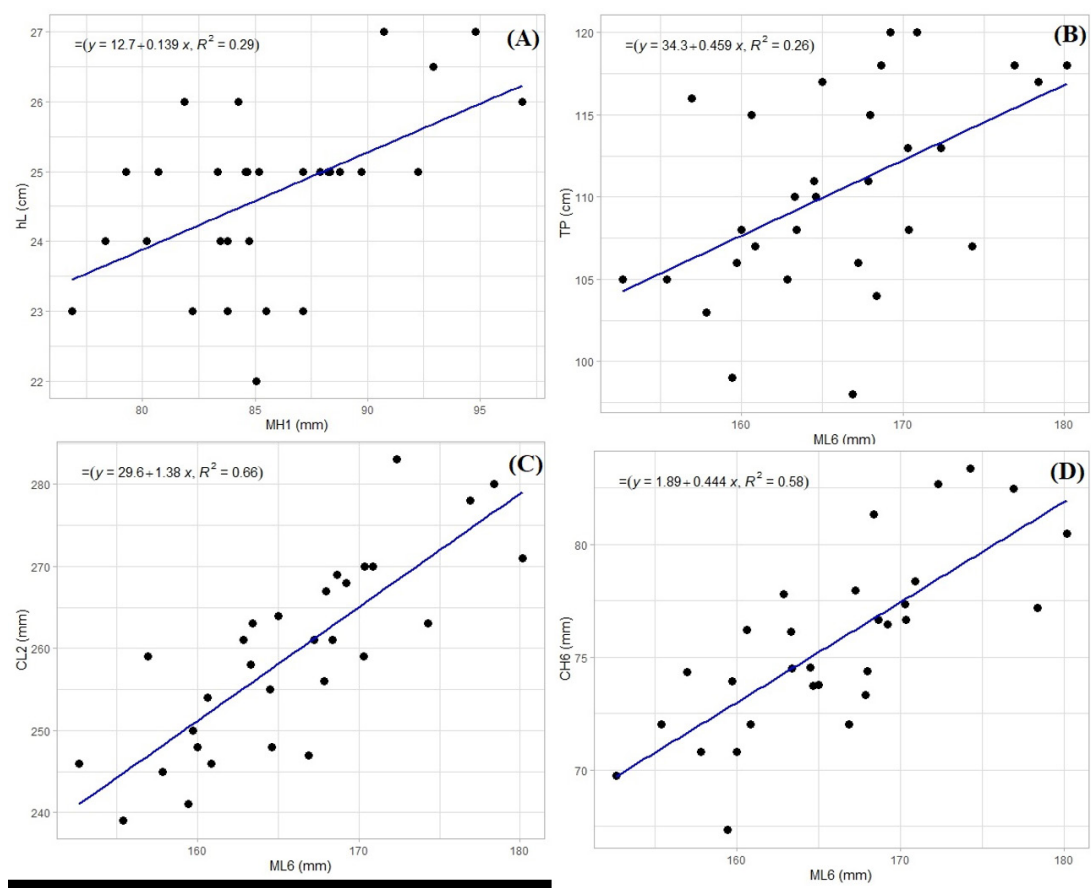 (A)
=(y = 12.7+0.139 x, R² = 0.29)
27
26
25
24
23
22
hL (cm)
80 85 90 95
MH1 (mm)
(B)
=(y = 34.3+0.459 x, R² = 0.26)
120
115
110
105
100
TP (cm)
160 170 180
ML6 (mm)
(C)
=(y = 29.6+1.38 x, R² = 0.66)
280
270
260
250
240
CL2 (mm)
160 170 180
ML6 (mm)
(D)
=(y = 1.89+0.444 x, R² = 0.58)
80
75
70
CH6 (mm)
160 170 180
ML6 (mm)